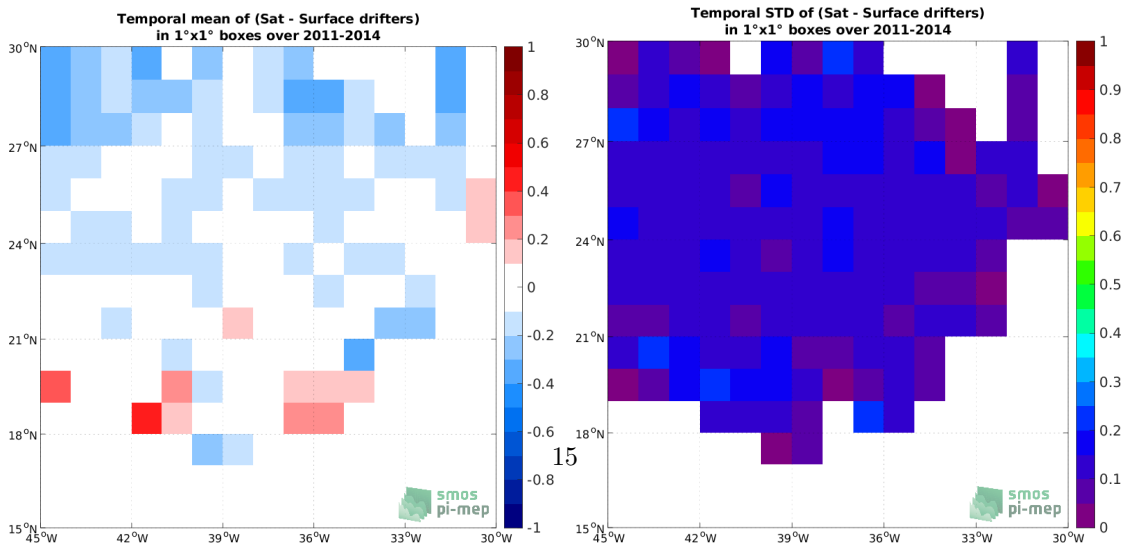 Temporal mean of (Sat - Surface drifters)
in 1°x1° boxes over 2011-2014
30°N
27°N
24°N
21°N
18°N
15°N
45°W
42°W
39°W
36°W
33°W
30°W
1
0.8
0.6
0.4
0.2
0
-0.2
-0.4
-0.6
-0.8
-1
smos
pi-mep
Temporal STD of (Sat - Surface drifters)
in 1°x1° boxes over 2011-2014
30°N
27°N
24°N
21°N
18°N
15°N
45°W
42°W
39°W
36°W
33°W
30°W
1
0.9
0.8
0.7
0.6
0.5
0.4
0.3
0.2
0.1
0
smos
pi-mep
15